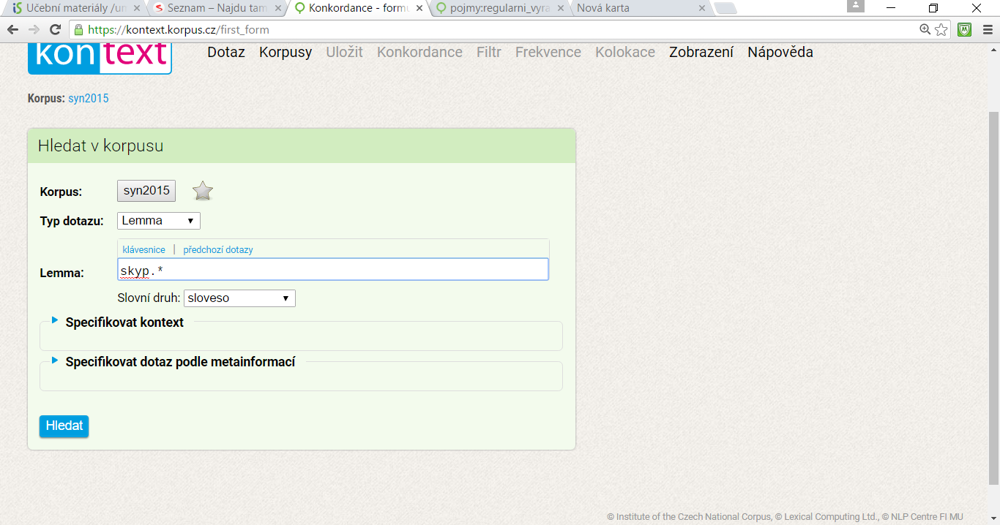 Učební materiály /um
Seznam – Najdu tam
Konkordance - formu
pojmy:regularni_vyra
Nová karta
https://kontext.korpus.cz/first_form
kontext
Dotaz Korpusy Uložit Konkordance Filtr Frekvence Kolokace Zobrazení Nápověda
Korpus: syn2015
Hledat v korpusu
Korpus: syn2015
Typ dotazu: Lemma
klávesnice | předchozí dotazy
Lemma: skyp.*
Slovní druh: sloveso
Specifikovat kontext
Specifikovat dotaz podle metainformací
Hledat
© Institute of the Czech National Corpus, © Lexical Computing Ltd., © NLP Centre FI MU